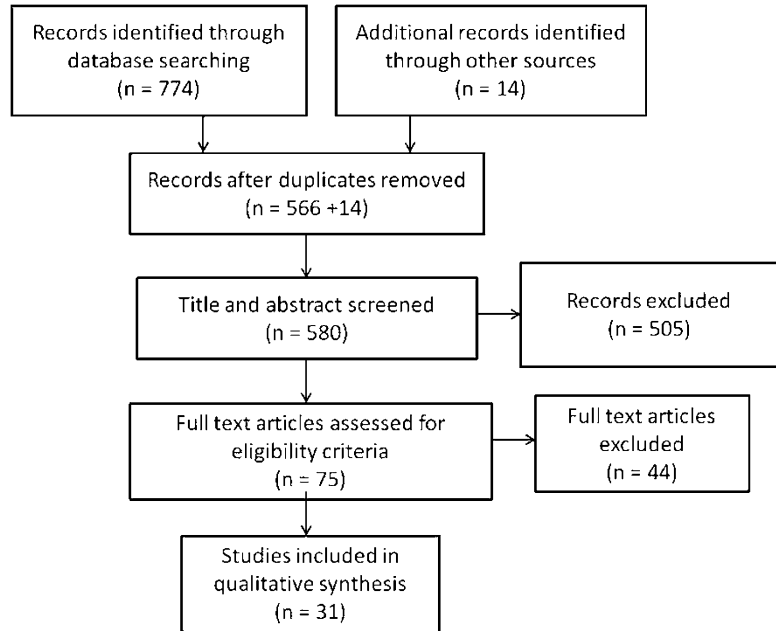 Records identified through
database searching
(n = 774)
Additional records identified
through other sources
(n = 14)
Records after duplicates removed
(n = 566 +14)
Title and abstract screened
(n = 580)
Records excluded
(n = 505)
Full text articles assessed for
eligibility criteria
(n = 75)
Full text articles
excluded
(n = 44)
Studies included in
qualitative synthesis
(n = 31)